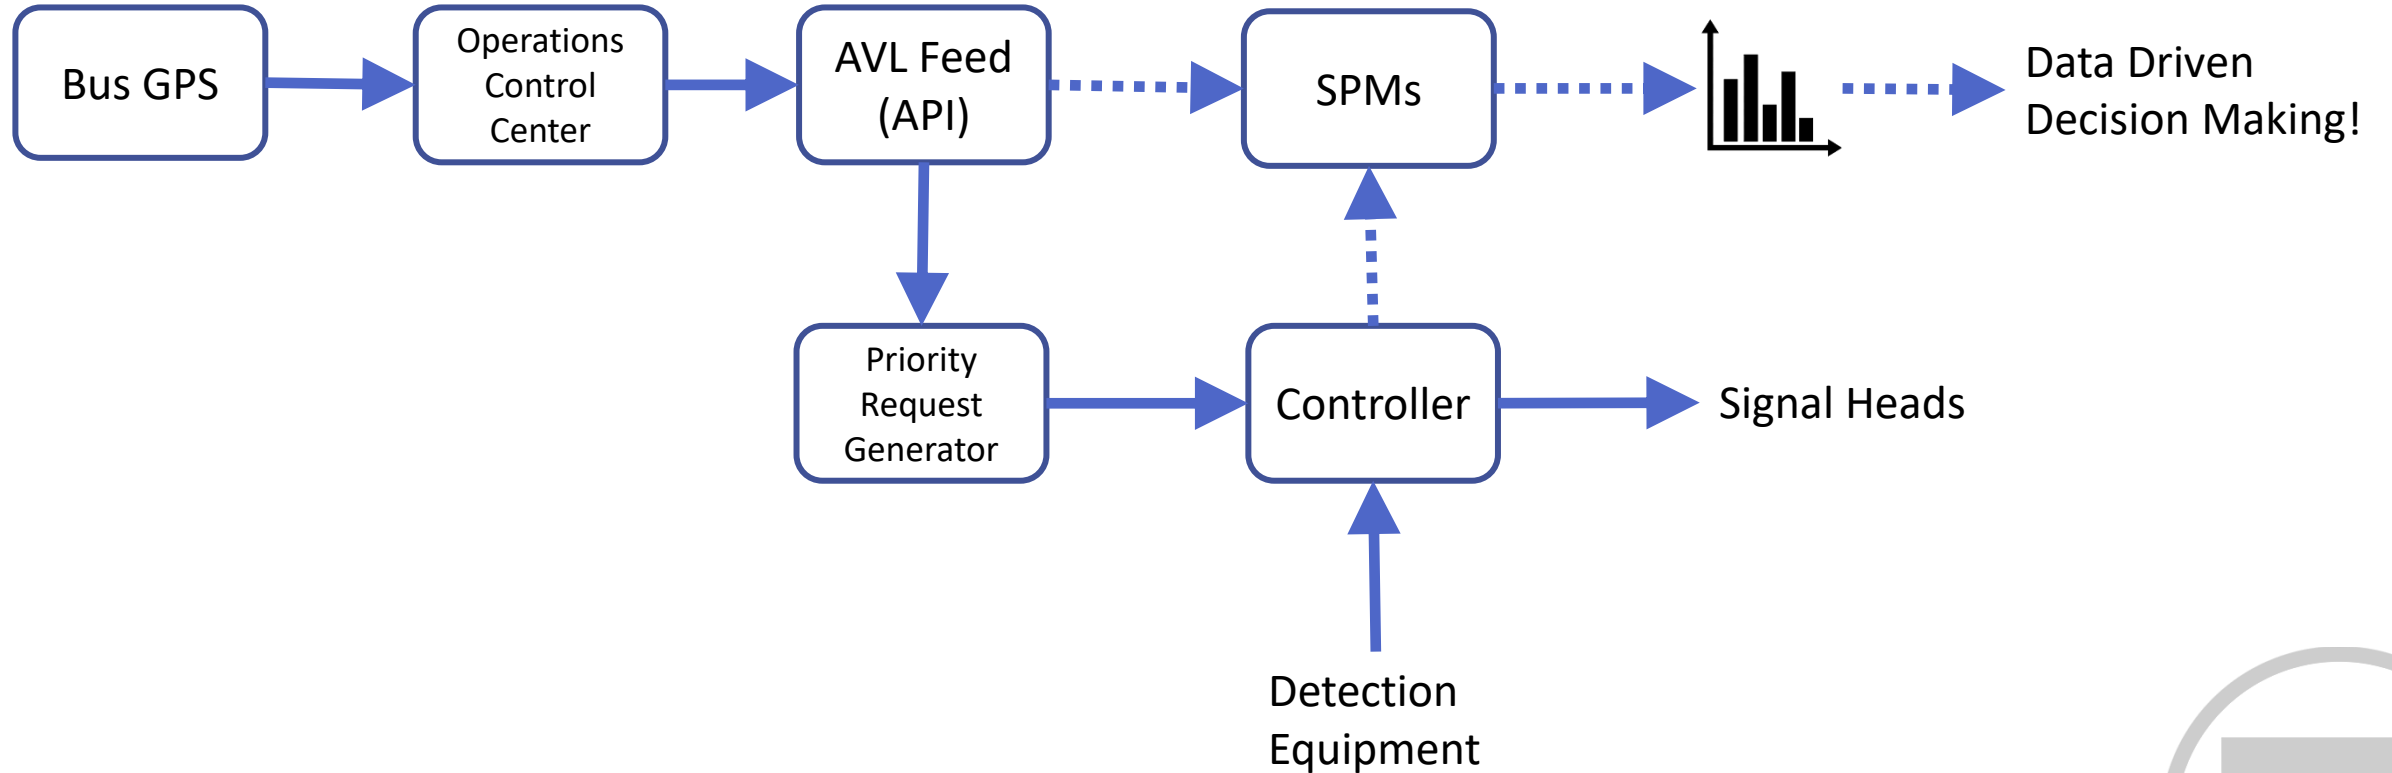 Bus GPS
Operations
Control
Center
AVL Feed
(API)
SPMs
Data Driven
Decision Making!
Priority
Request
Generator
Controller
Signal Heads
Detection
Equipment